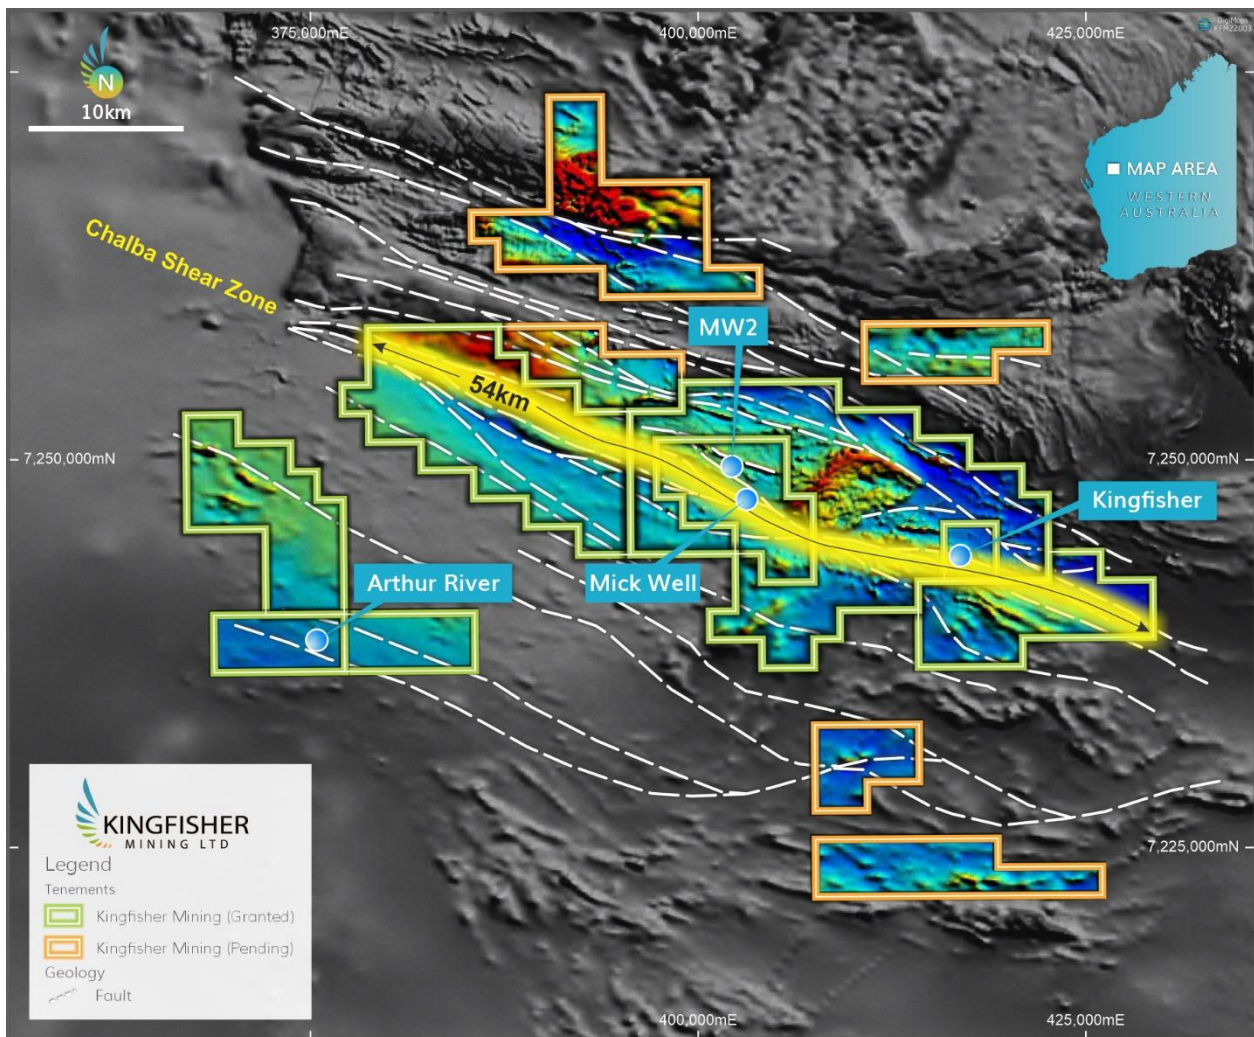 375,000mE
400,000mE
425,000mE
DigiMaps
KFM22003
N
10km
MAP AREA
WESTERN
AUSTRALIA
Chalba Shear Zone
MW2
54km
7,250,000mN
7,250,000mN
Kingfisher
Arthur River
Mick Well
KINGFISHER
MINING LTD
Legend
Tenements
Kingfisher Mining (Granted)
Kingfisher Mining (Pending)
Geology
Fault
7,225,000mN
400,000mE
425,000mE